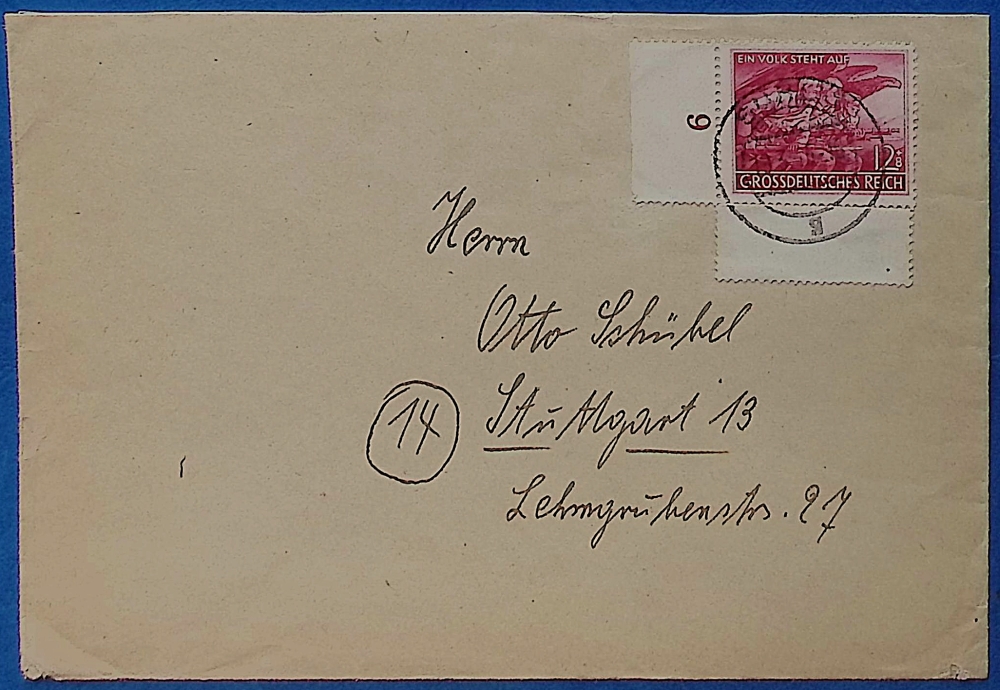 EIN VOLK STEHT AUF
12+8
GROSSDEUTSCHES REICH
6
g
Herrn
Otto Schübel
14 Stuttgart 13
Lehmgrubenstr. 27